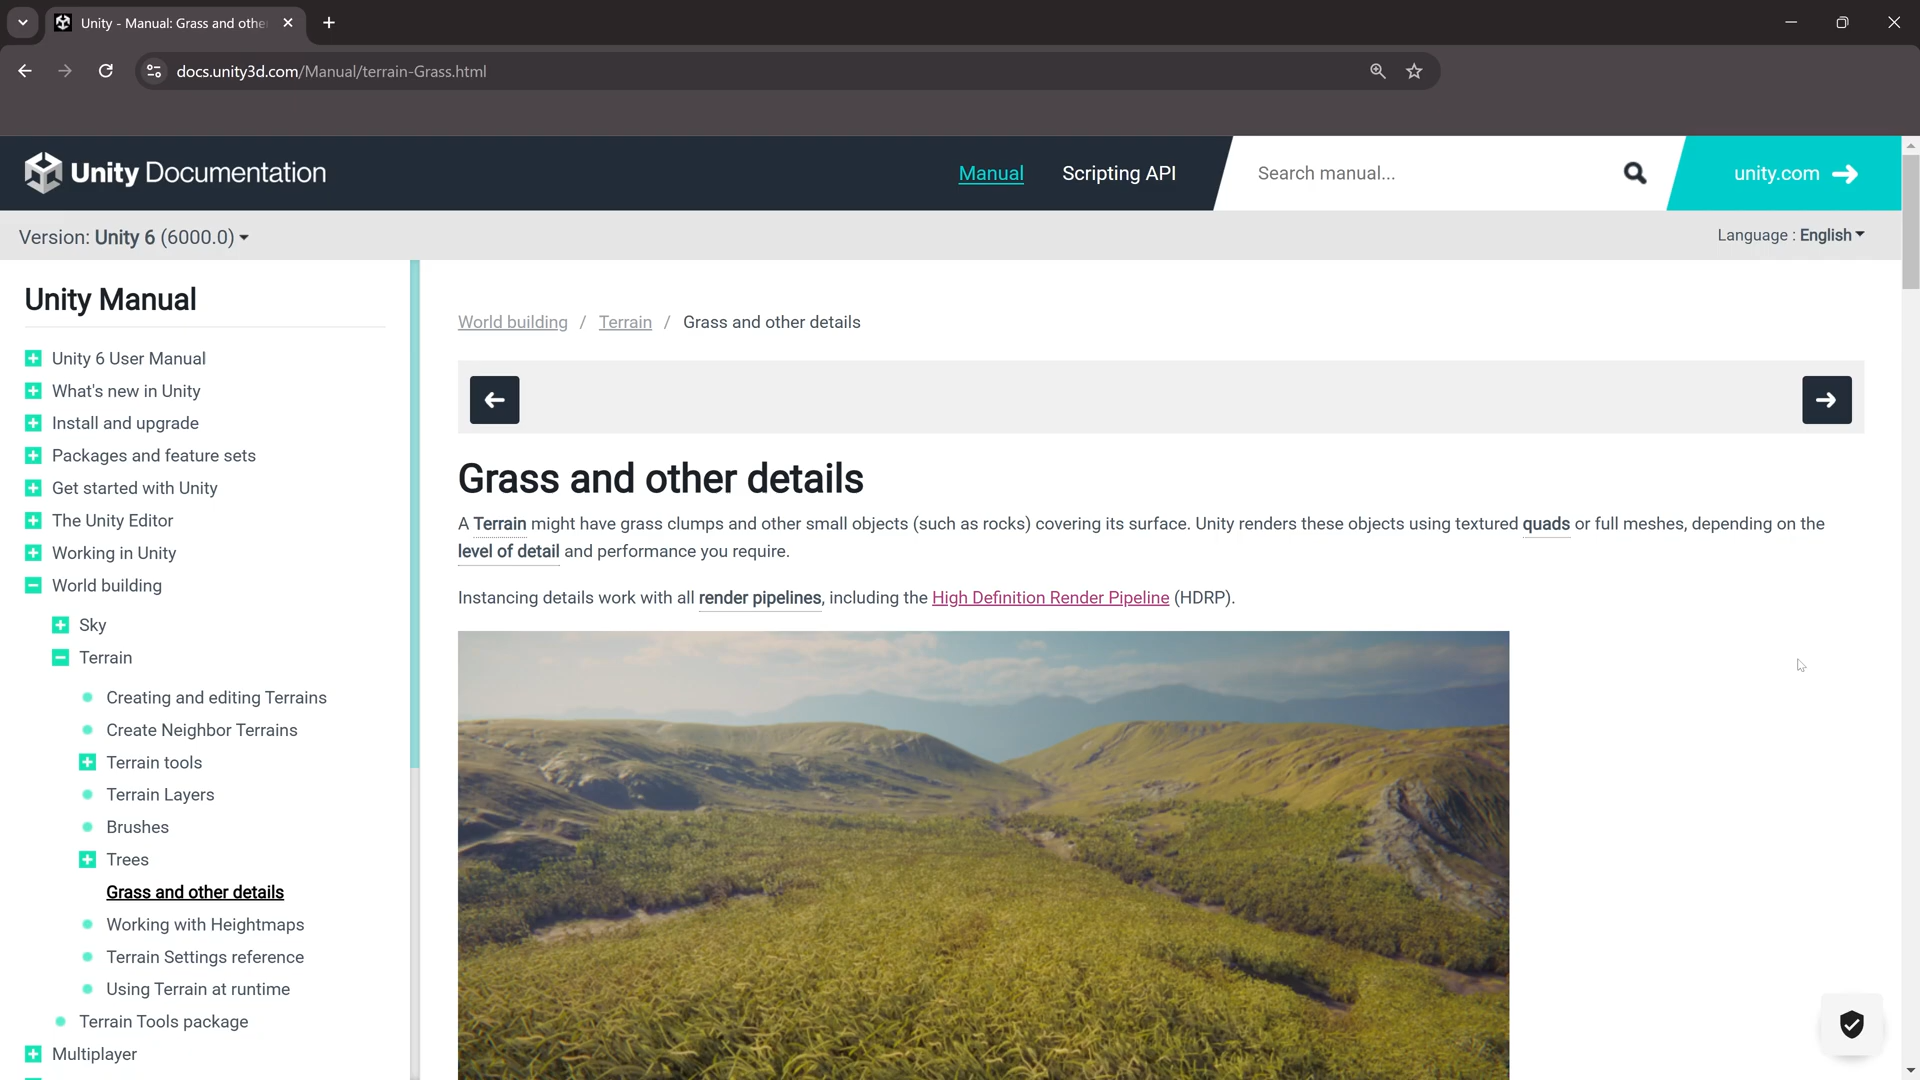 Unity - Manual: Grass and othe
docs.unity3d.com/Manual/terrain-Grass.html
Unity Documentation
Manual
Scripting API
Search manual...
unity.com
Version: Unity 6 (6000.0)
Language : English
Unity Manual
Unity 6 User Manual
What's new in Unity
Install and upgrade
Packages and feature sets
Get started with Unity
The Unity Editor
Working in Unity
World building
Sky
Terrain
Creating and editing Terrains
Create Neighbor Terrains
Terrain tools
Terrain Layers
Brushes
Trees
Grass and other details
Working with Heightmaps
Terrain Settings reference
Using Terrain at runtime
Terrain Tools package
Multiplayer
World building / Terrain / Grass and other details
Grass and other details
A Terrain might have grass clumps and other small objects (such as rocks) covering its surface. Unity renders these objects using textured quads or full meshes, depending on the
level of detail and performance you require.
Instancing details work with all render pipelines, including the High Definition Render Pipeline (HDRP).